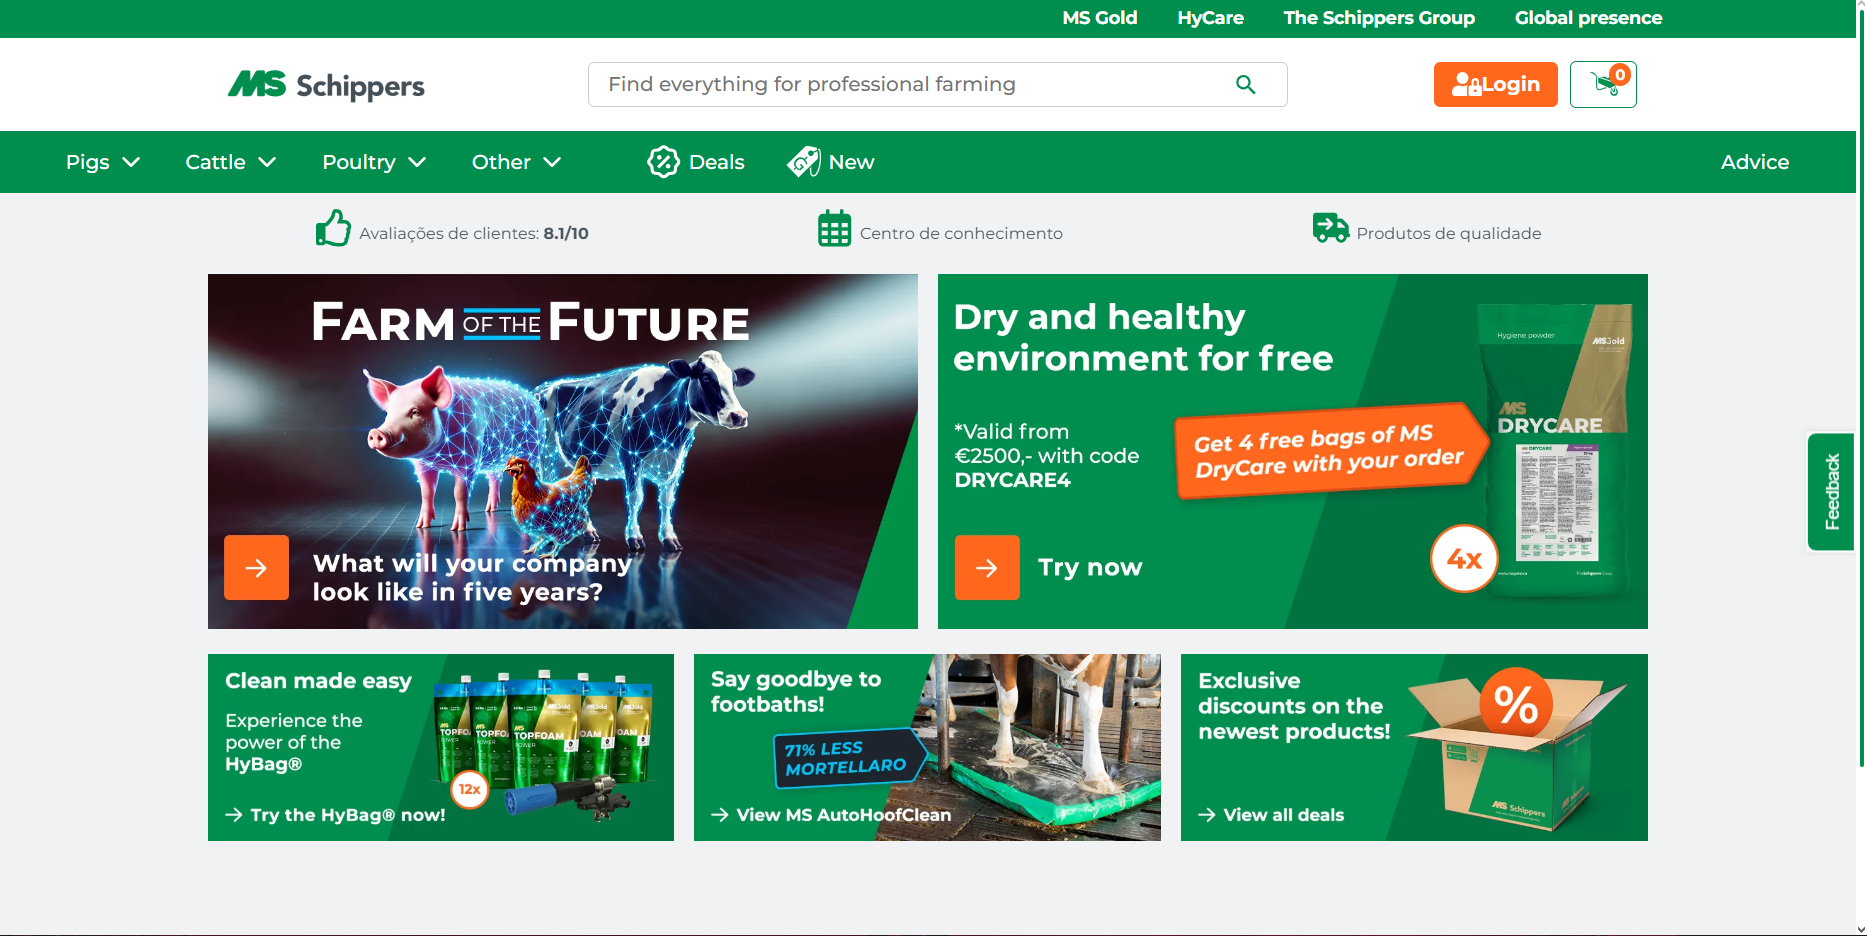 MS Gold HyCare The Schippers Group Global presence
MS Schippers
Find everything for professional farming
Login
0
Pigs Cattle Poultry Other Deals New Advice
Avaliações de clientes: 8.1/10
Centro de conhecimento
Produtos de qualidade
FARM OF THE FUTURE
What will your company
look like in five years?
Dry and healthy
environment for free
*Valid from
€2500,- with code
DRYCARE4
Get 4 free bags of MS
DryCare with your order
Try now
4x
Hygiene powder
MSGold
MS
DRYCARE
MS DRYCARE
Feedback
Clean made easy
Experience the
power of the
HyBag®
Try the HyBag® now!
12x
MSGold
MS
TOPFOAM
POWER
Say goodbye to
footbaths!
71% LESS
MORTELLARO
View MS AutoHoofClean
Exclusive
discounts on the
newest products!
View all deals
%
MS Schippers